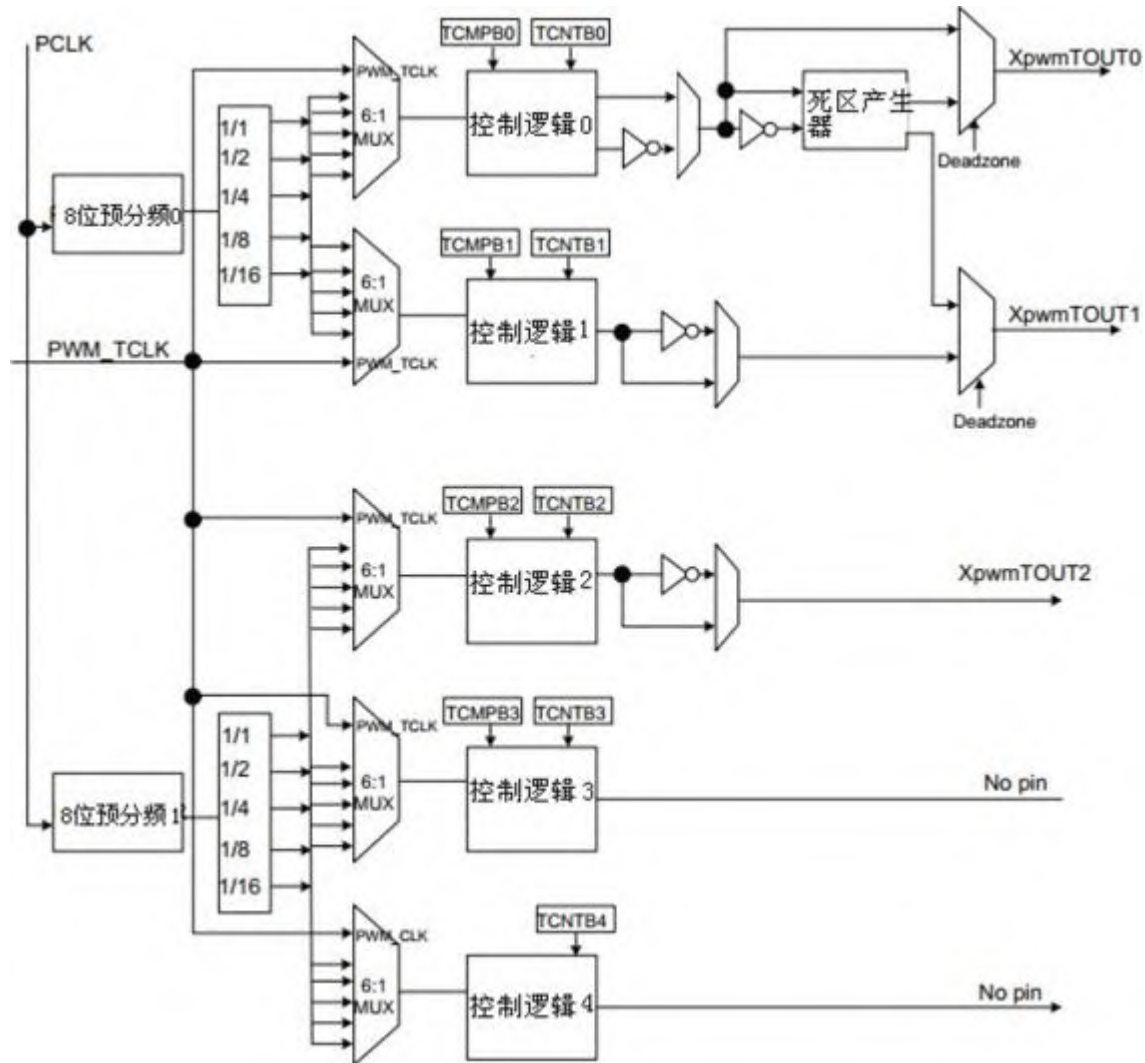 PCLK
TCMPB0
TCNTB0
XpwmTOUT0
PWM_TCLK
6:1
MUX
控制逻辑0
死区产生
器
Deadzone
1/1
1/2
1/4
1/8
1/16
8位预分频0
TCMPB1
TCNTB1
6:1
MUX
控制逻辑1
XpwmTOUT1
PWM_TCLK
PWM_TCLK
Deadzone
TCMPB2
TCNTB2
PWM_TCLK
6:1
MUX
控制逻辑2
XpwmTOUT2
TCMPB3
TCNTB3
PWM_TCLK
1/1
1/2
1/4
1/8
1/16
6:1
MUX
控制逻辑3
No pin
8位预分频1
TCNTB4
PWM_CLK
6:1
MUX
控制逻辑4
No pin